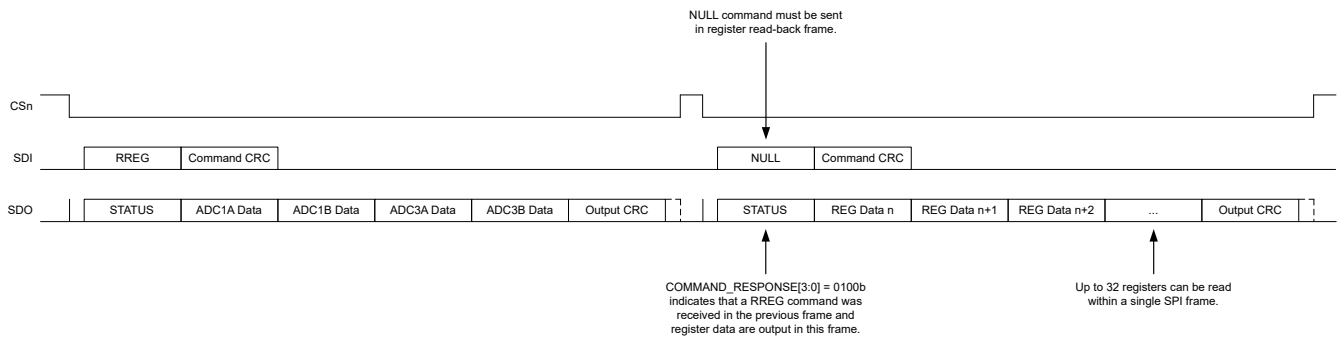 NULL command must be sent
in register read-back frame.
CSn
SDI
RREG
Command CRC
NULL
Command CRC
SDO
STATUS
ADC1A Data
ADC1B Data
ADC3A Data
ADC3B Data
Output CRC
STATUS
REG Data n
REG Data n+1
REG Data n+2
...
Output CRC
COMMAND_RESPONSE[3:0] = 0100b
indicates that a RREG command was
received in the previous frame and
register data are output in this frame.
Up to 32 registers can be read
within a single SPI frame.